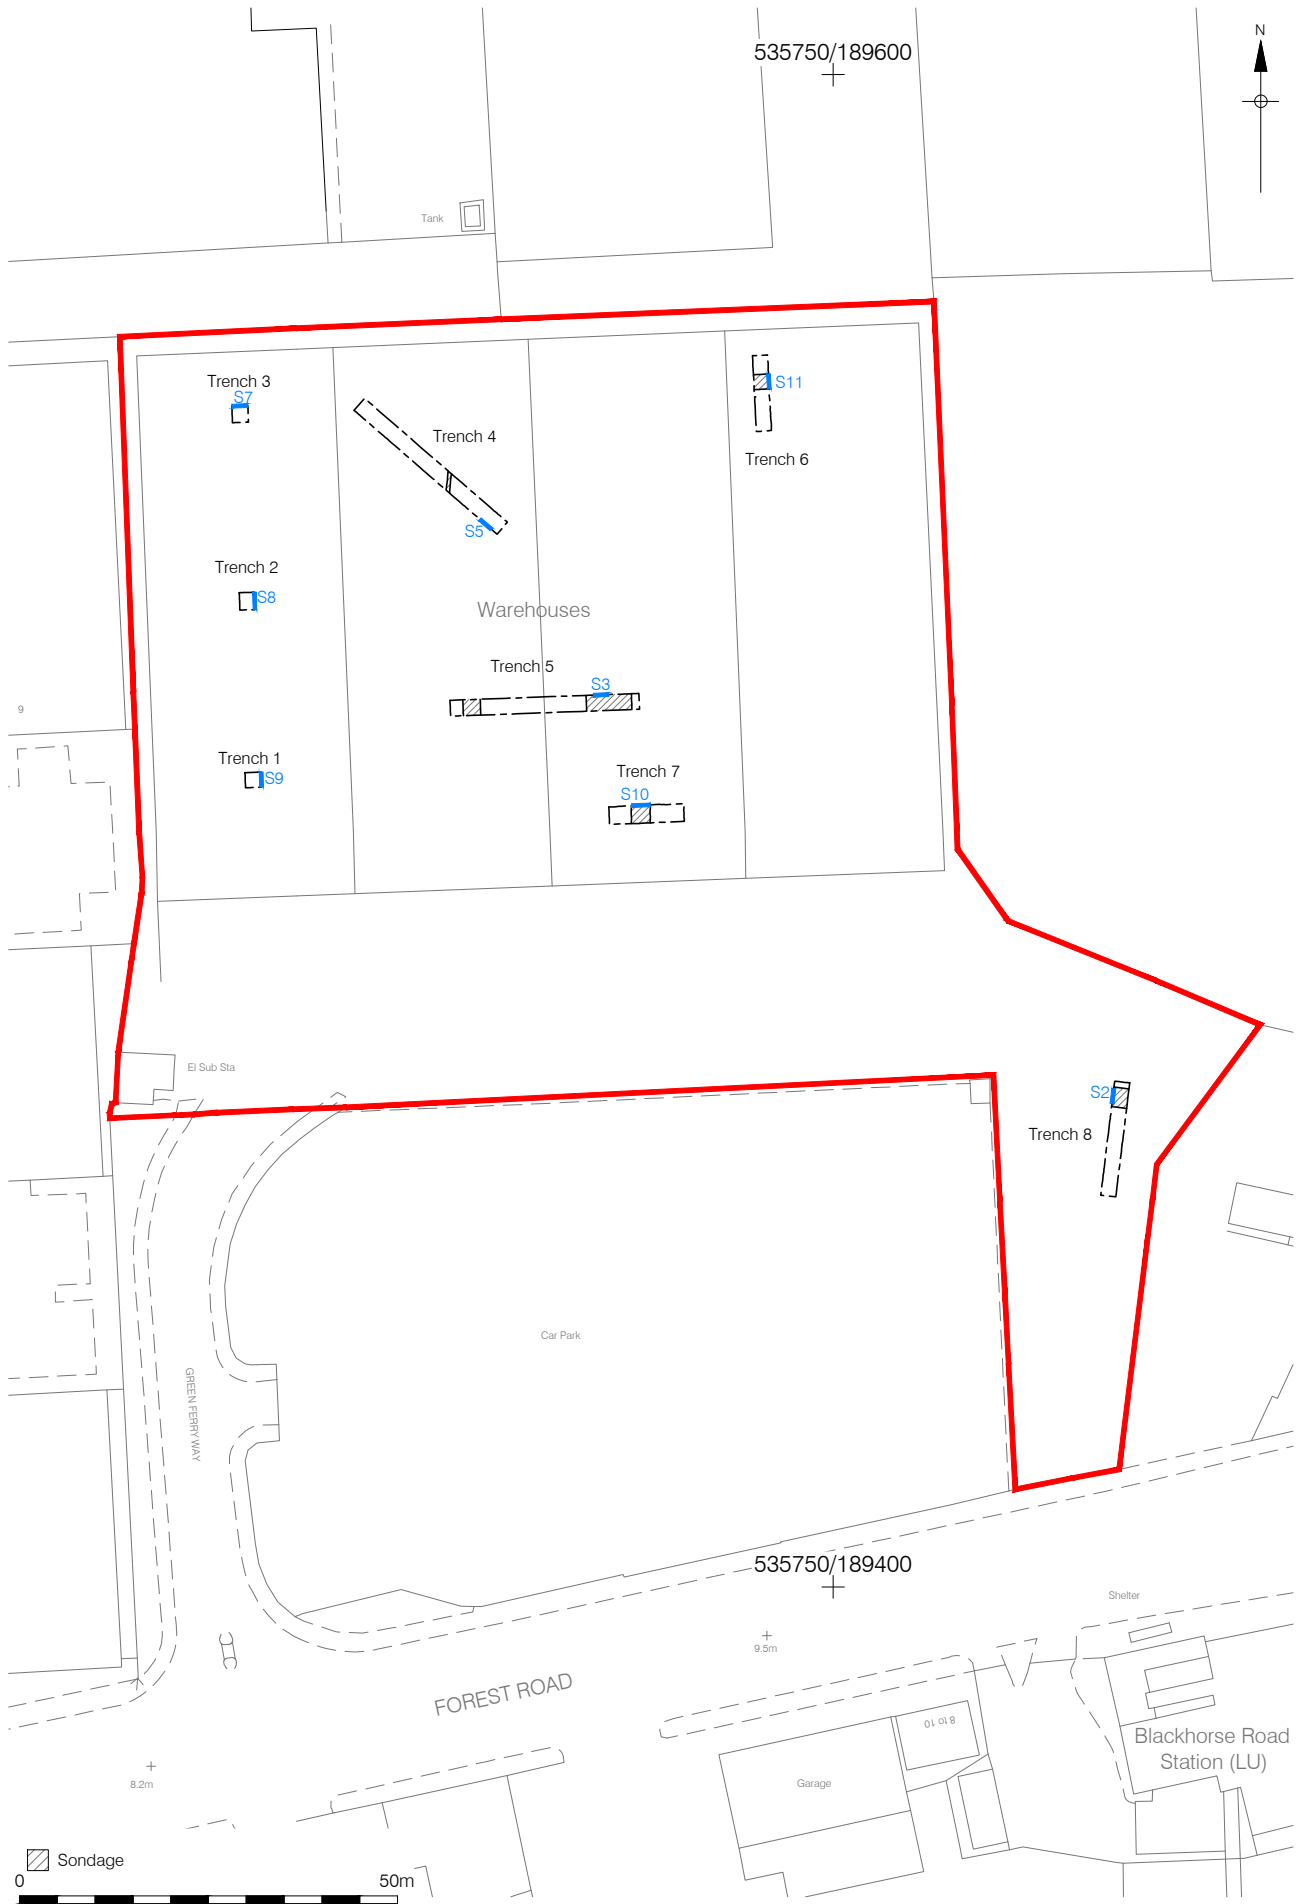 535750/189600
N
Tank
Trench 3
S7
S11
Trench 4
Trench 6
S5
Trench 2
S8
Warehouses
Trench 5
S3
9
Trench 1
S9
Trench 7
S10
El Sub Sta
S2
Trench 8
Car Park
GREEN FERRY WAY
535750/189400
Shelter
9.5m
FOREST ROAD
8 to 10
Blackhorse Road
Station (LU)
8.2m
Garage
Sondage
0
50m